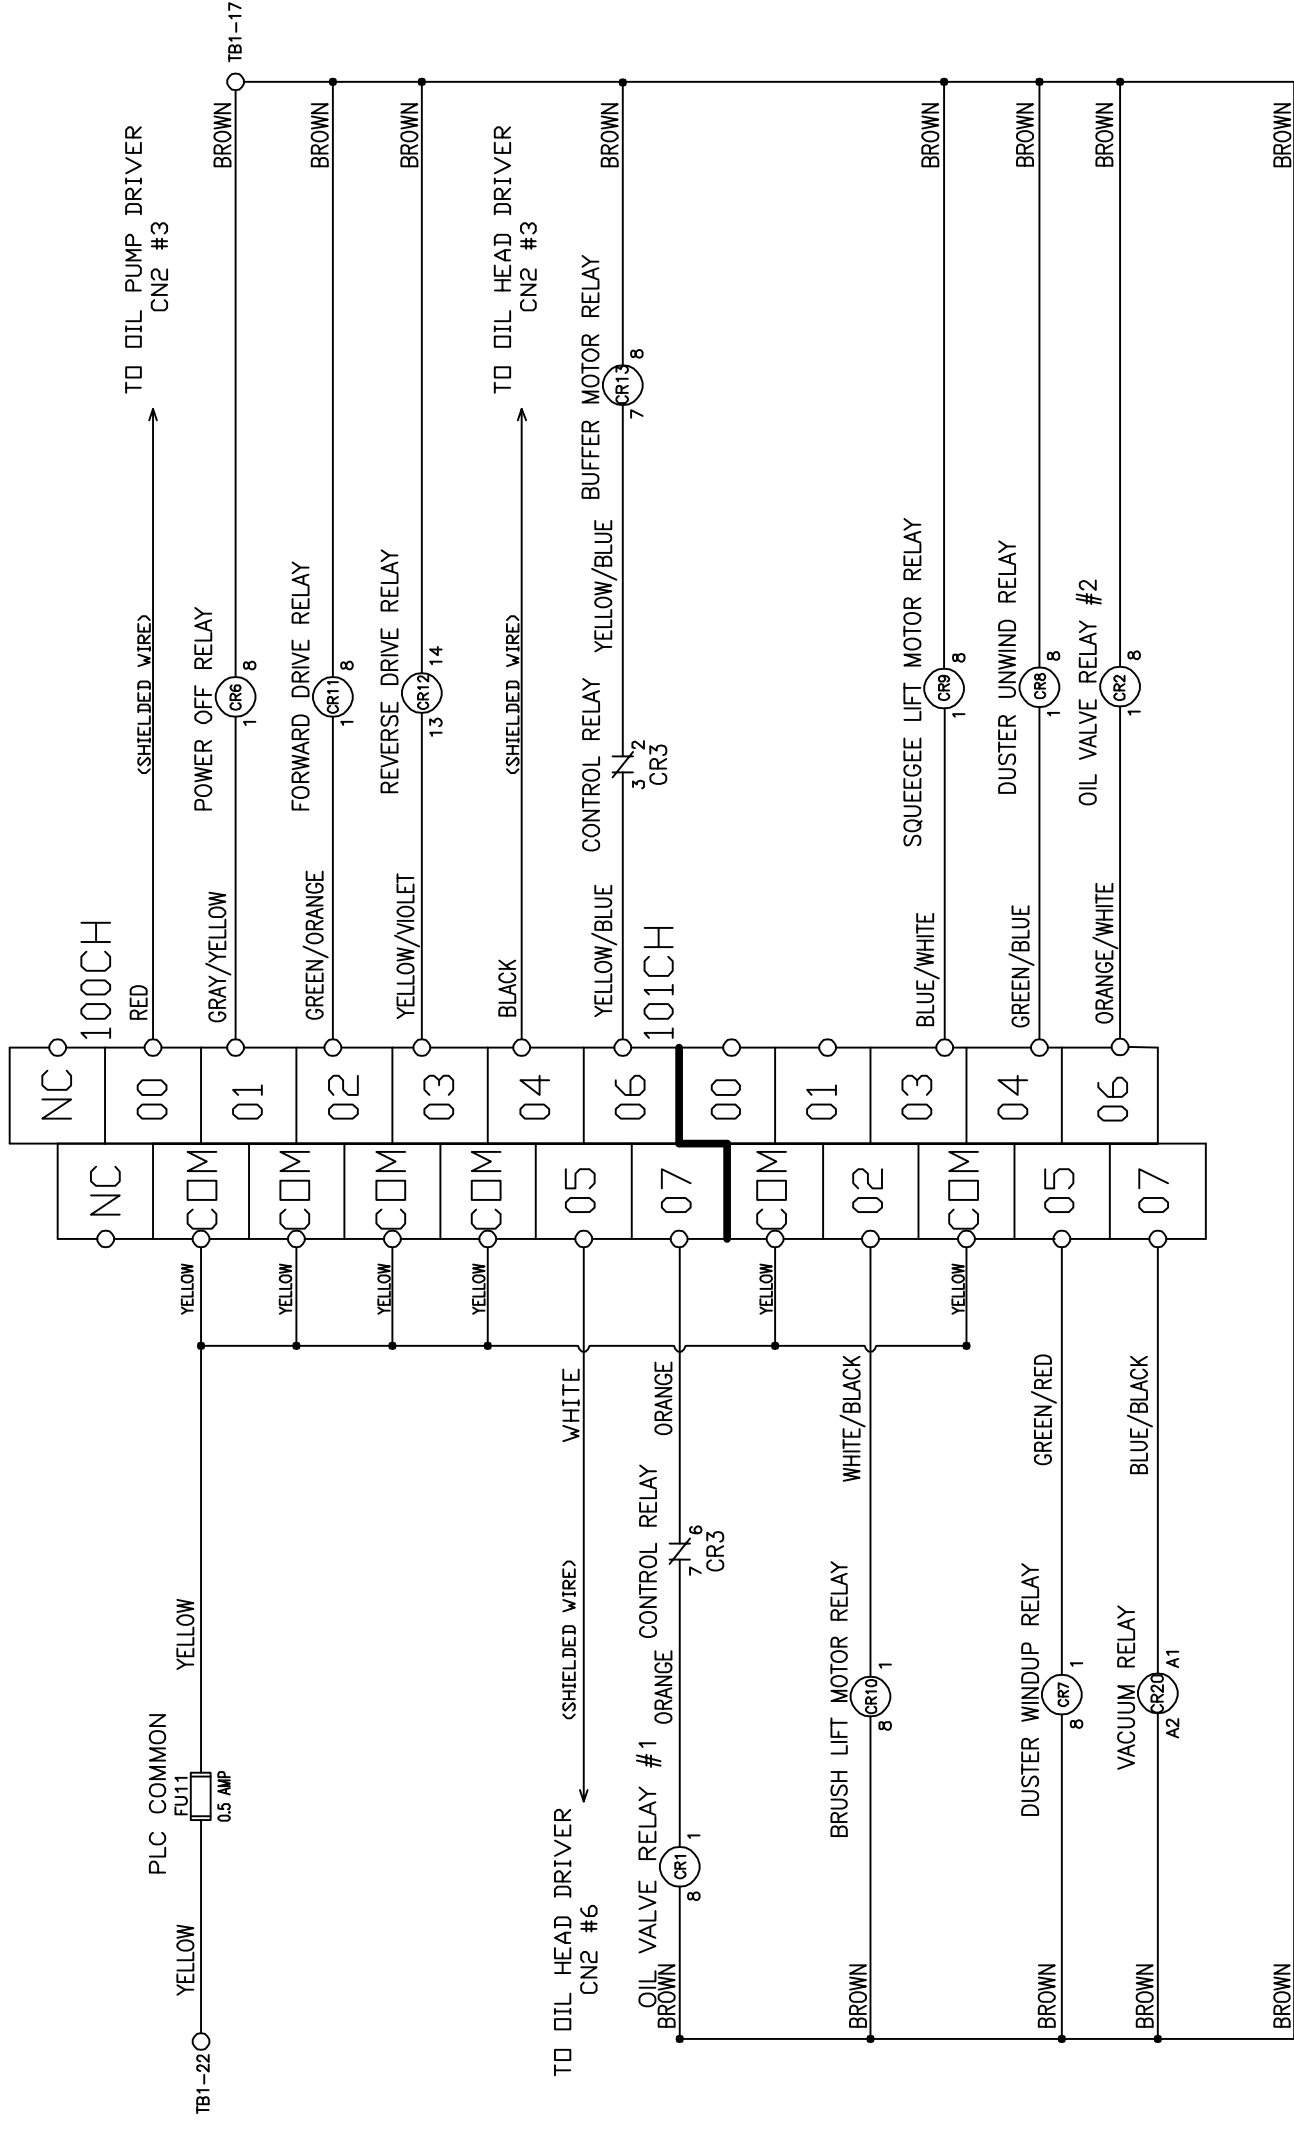 TB1-22
YELLOW
PLC COMMON
FU11
0.5 AMP
YELLOW
YELLOW
YELLOW
YELLOW
YELLOW
YELLOW
YELLOW
TO OIL HEAD DRIVER
CN2 #6
(SHIELDED WIRE)
WHITE
OIL VALVE RELAY #1
BROWN
8
CR1
1
ORANGE
CONTROL RELAY
7
6
CR3
ORANGE
BROWN
BRUSH LIFT MOTOR RELAY
8
CR10
1
WHITE/BLACK
BROWN
DUSTER WINDUP RELAY
8
CR7
1
GREEN/RED
BROWN
VACUUM RELAY
A2
CR20
A1
BLUE/BLACK
BROWN
NC
COM
COM
COM
COM
05
07
COM
02
COM
05
07
NC
00
01
02
03
04
06
00
01
03
04
06
100CH
RED
(SHIELDED WIRE)
TO OIL PUMP DRIVER
CN2 #3
GRAY/YELLOW
POWER OFF RELAY
1
CR6
8
BROWN
TB1-17
GREEN/ORANGE
FORWARD DRIVE RELAY
1
CR11
8
BROWN
YELLOW/VIOLET
REVERSE DRIVE RELAY
13
CR12
14
BROWN
BLACK
(SHIELDED WIRE)
TO OIL HEAD DRIVER
CN2 #3
YELLOW/BLUE
CONTROL RELAY
3
2
CR3
YELLOW/BLUE
BUFFER MOTOR RELAY
7
CR13
8
BROWN
101CH
BLUE/WHITE
SQUEEGEE LIFT MOTOR RELAY
1
CR9
8
BROWN
GREEN/BLUE
DUSTER UNWIND RELAY
1
CR8
8
BROWN
ORANGE/WHITE
OIL VALVE RELAY #2
1
CR2
8
BROWN
BROWN